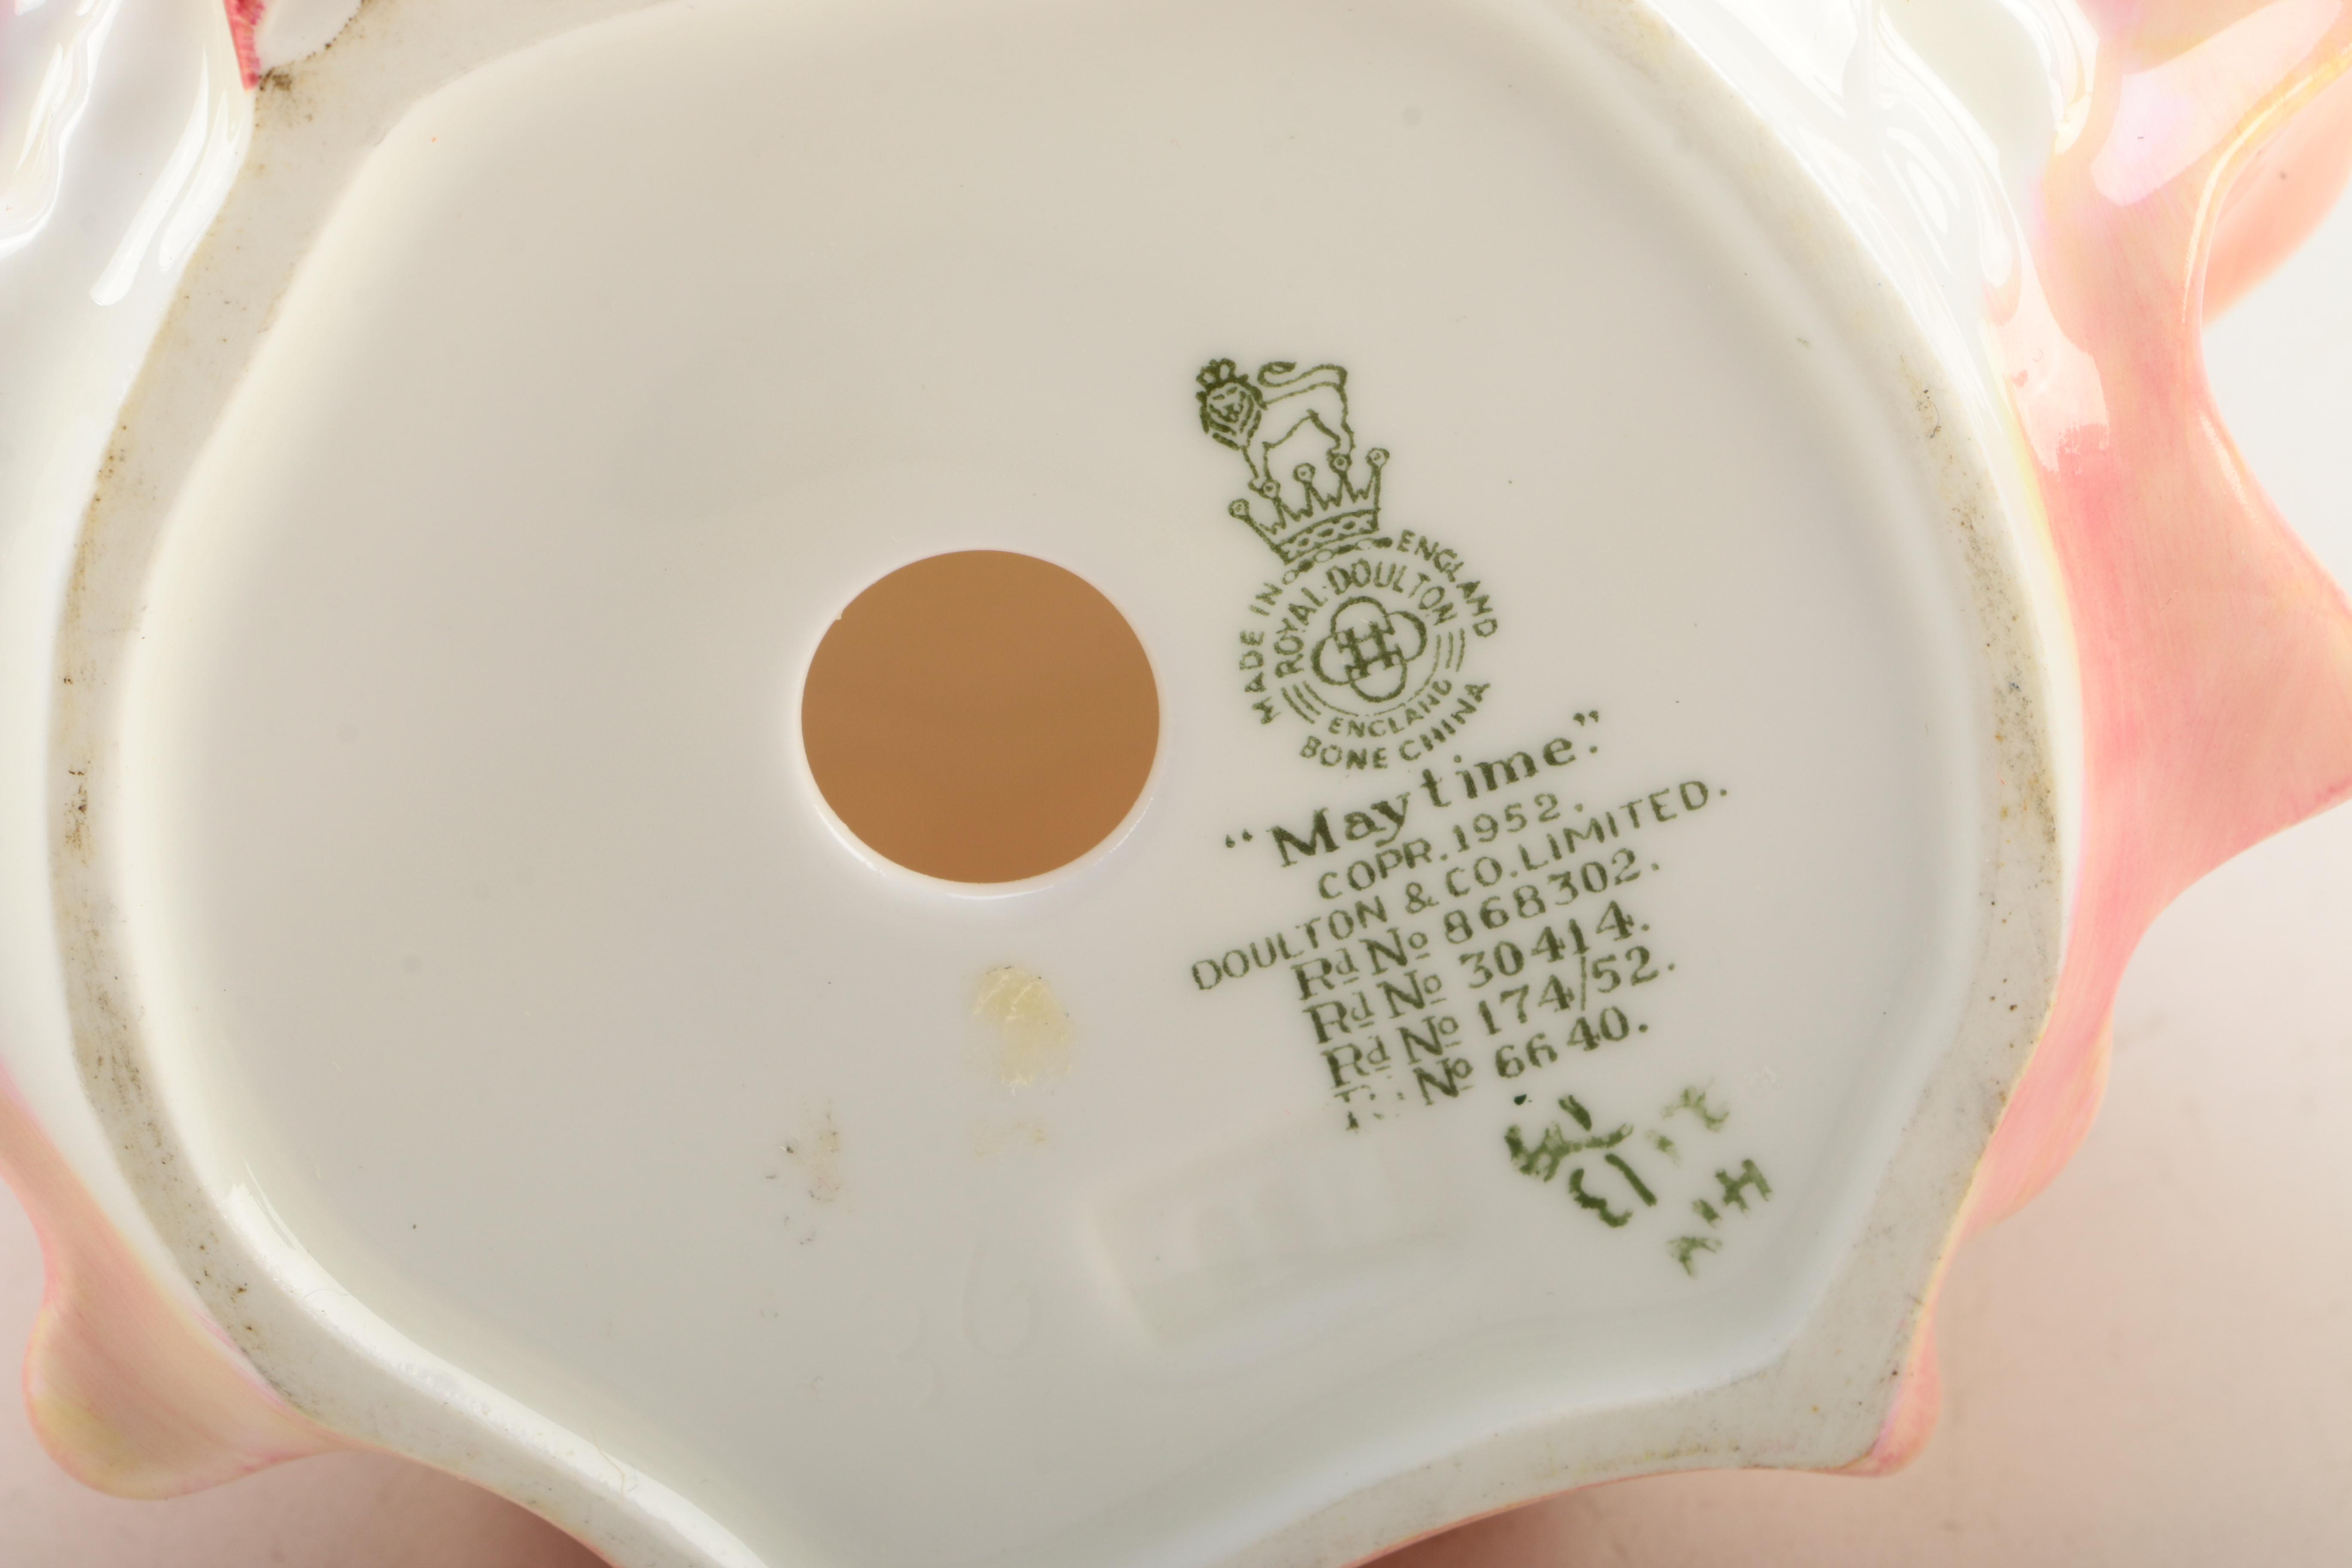 MADE IN ENGLAND
ROYAL·DOULTON
ENGLAND
BONE CHINA
"Maytime".
COPR.1952.
DOULTON & CO.LIMITED.
Rd No 868302.
Rd No 30414.
Rd No 174/52.
No 6640.